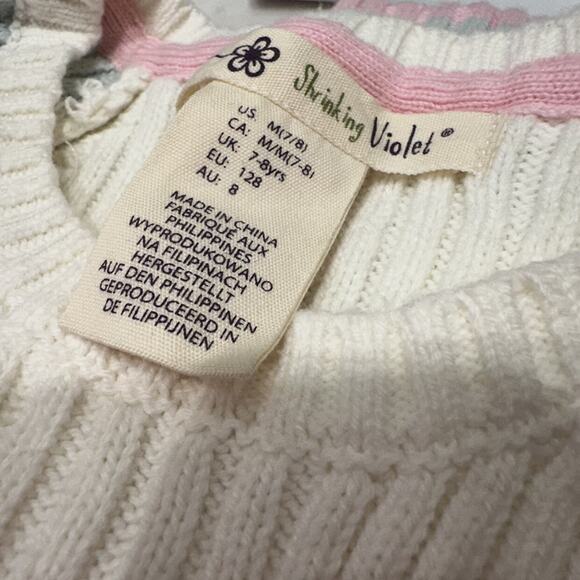 Shrinking Violet®
US: M(7/8)
CA: M/M(7-8)
UK: 7-8yrs
EU: 128
AU: 8
MADE IN CHINA
FABRIQUÉ AUX
PHILIPPINES
WYPRODUKOWANO
NA FILIPINACH
HERGESTELLT
AUF DEN PHILIPPINEN
GEPRODUCEERD IN
DE FILIPPIJNEN